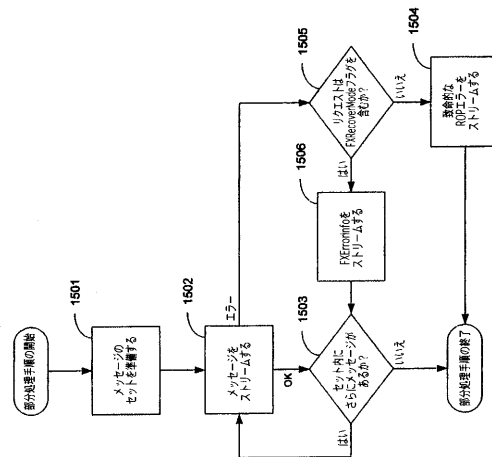 部分処理手順の開始
1501
メッセージの
セットを準備する
1502
メッセージを
ストリームする
エラー
OK
1503
セット内に
さらにメッセージが
あるか?
はい
いいえ
1505
リクエストは
FXRecoverModeフラグを
含むか?
はい
いいえ
1506
FXErrorInfoを
ストリームする
1504
致命的な
ROPエラーを
ストリームする
部分処理手順の終了